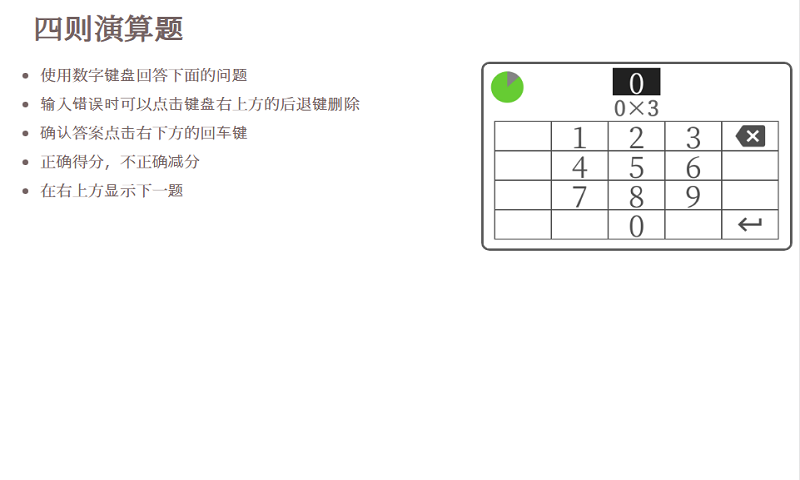 四则演算题
使用数字键盘回答下面的问题
输入错误时可以点击键盘右上方的后退键删除
确认答案点击右下方的回车键
正确得分，不正确减分
在右上方显示下一题
0
0×3
1 2 3
4 5 6
7 8 9
0